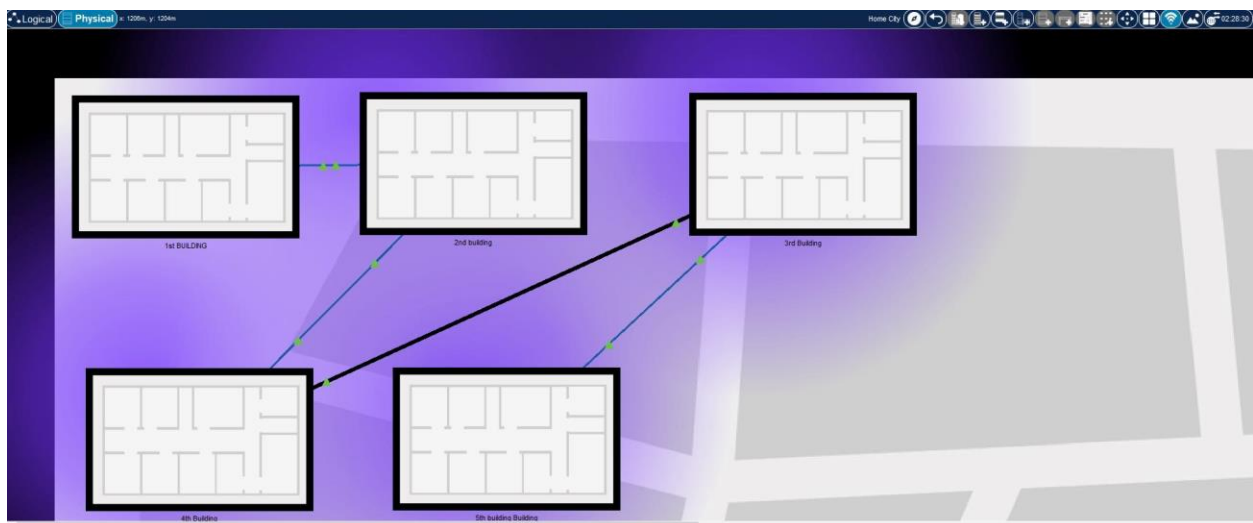 Logical Physical x: 1208m, y: 1204m Home City 02:28:30
1st BUILDING
2nd building
3rd Building
4th Building
5th building Building